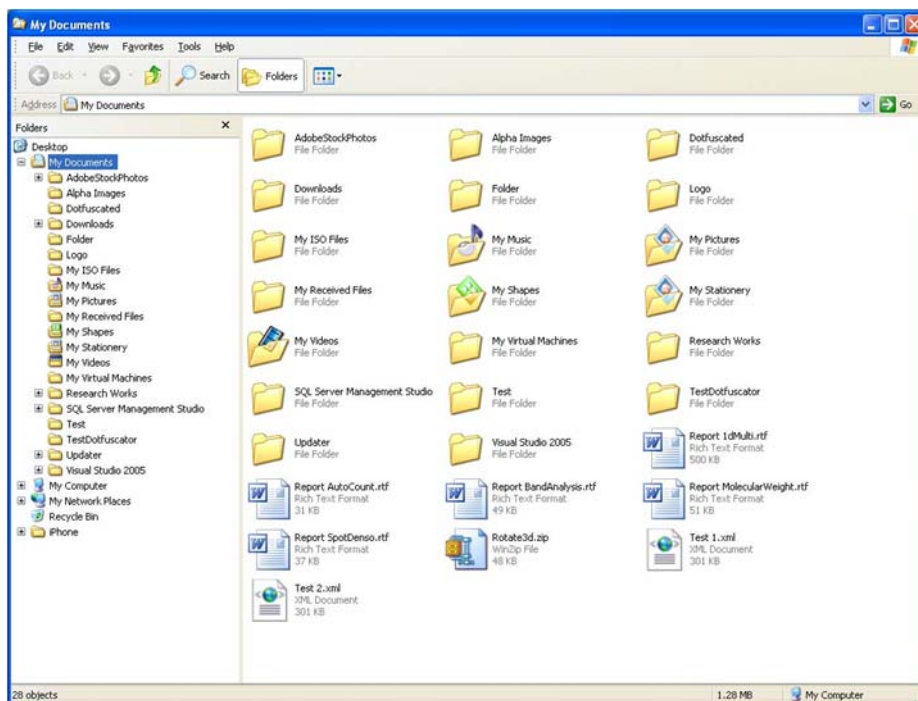 My Documents
File Edit View Favorites Tools Help
Back Search Folders
Address My Documents Go
Folders
Desktop
My Documents
AdobeStockPhotos
Alpha Images
Dotfuscated
Downloads
Folder
Logo
My ISO Files
My Music
My Pictures
My Received Files
My Shapes
My Stationery
My Videos
My Virtual Machines
Research Works
SQL Server Management Studio
Test
TestDotfuscator
Updater
Visual Studio 2005
My Computer
My Network Places
Recycle Bin
iPhone
AdobeStockPhotos
File Folder
Alpha Images
File Folder
Dotfuscated
File Folder
Downloads
File Folder
Folder
File Folder
Logo
File Folder
My ISO Files
File Folder
My Music
File Folder
My Pictures
File Folder
My Received Files
File Folder
My Shapes
File Folder
My Stationery
File Folder
My Videos
File Folder
My Virtual Machines
File Folder
Research Works
File Folder
SQL Server Management Studio
File Folder
Test
File Folder
TestDotfuscator
File Folder
Updater
File Folder
Visual Studio 2005
File Folder
Report 1dMulti.rtf
Rich Text Format
500 KB
Report AutoCount.rtf
Rich Text Format
31 KB
Report BandAnalysis.rtf
Rich Text Format
49 KB
Report MolecularWeight.rtf
Rich Text Format
51 KB
Report SpotDenso.rtf
Rich Text Format
37 KB
Rotate3d.zip
WinZip File
48 KB
Test 1.xml
XML Document
301 KB
Test 2.xml
XML Document
301 KB
28 objects 1.28 MB My Computer